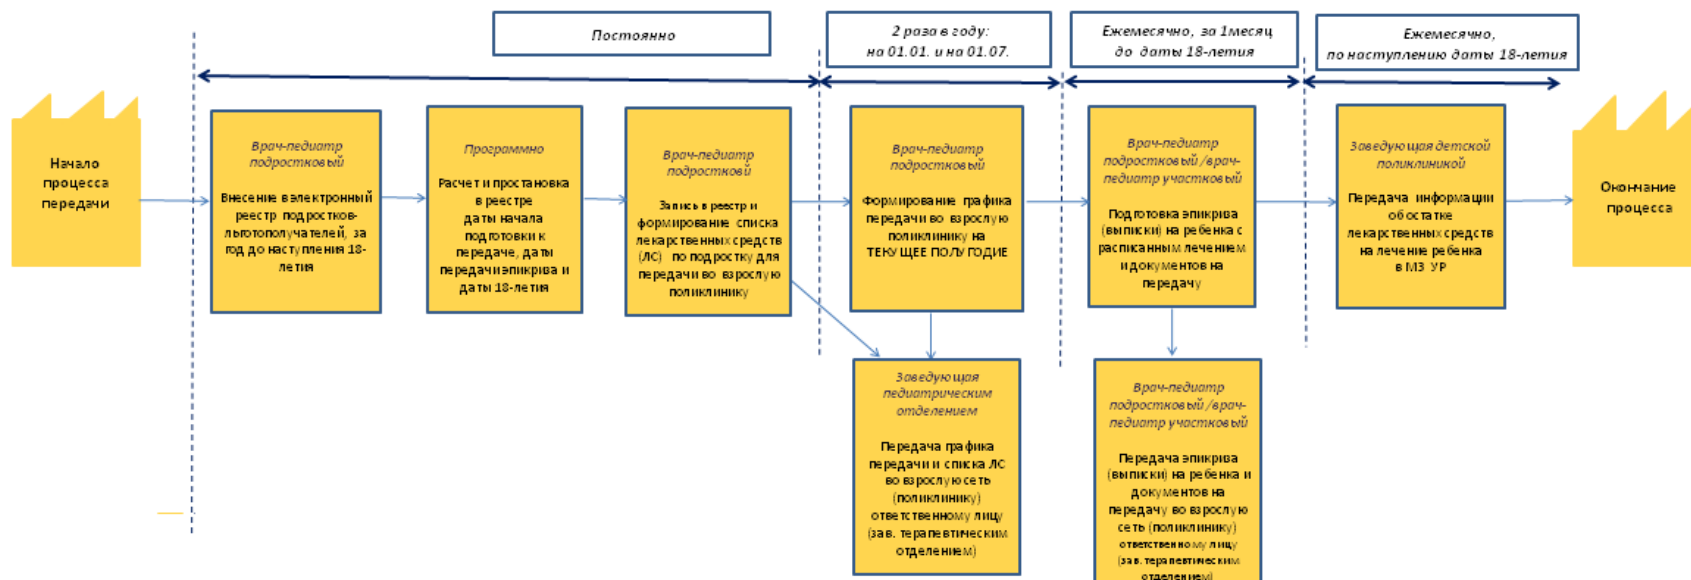 Постоянно
2 раза в году:
на 01.01. и на 01.07.
Ежемесячно, за 1месяц
до даты 18-летия
Ежемесячно,
по наступлению даты 18-летия
Начало
процесса
передачи
Врач-педиатр
подростковый
Внесение в электронный
реестр подростков-
льготополучателей, за
год до наступления 18-
летия
Программно
Расчет и простановка
в реестре
даты начала
подготовки к
передаче, даты
передачи эпикриза и
даты 18-летия
Врач-педиатр
подростковй
Запись в реестр и
формирование списка
лекарственных средств
(ЛС) по подростку для
передачи во взрослую
поликлинику
Врач-педиатр
подростковый
Формирование графика
передачи во взрослую
поликлинику на
ТЕКУЩЕЕ ПОЛУГОДИЕ
Врач-педиатр
подростковый /врач-
педиатр участковый
Подготовка эпикриза
(выписки) на ребенка с
расписанным лечением
и документов на
передачу
Заведующая детской
поликлиникой
Передача информации
об остатке
лекарственных средств
на лечение ребенка
в МЗ УР
Окончание
процесса
Заведующая
педиатрическим
отделением
Передача графика
передачи и списка ЛС
во взрослую сеть
(поликлинику)
ответственному лицу
(зав. терапевтическим
отделением)
Врач-педиатр
подростковый /врач-
педиатр участковый
Передача эпикриза
(выписки) на ребенка и
документов на
передачу во взрослую
сеть (поликлинику)
ответственному лицу
(зав. терапевтическим
отделением)